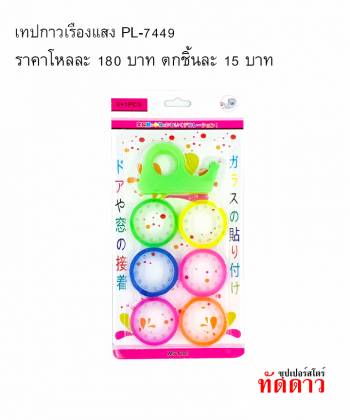 เทปกาวเรืองแสง PL-7449
ราคาโหลละ 180 บาท ตกชิ้นละ 15 บาท
ガラスの貼り付け
ドアや窓の接着
ซุปเปอร์สโตร์
ทัดดาว